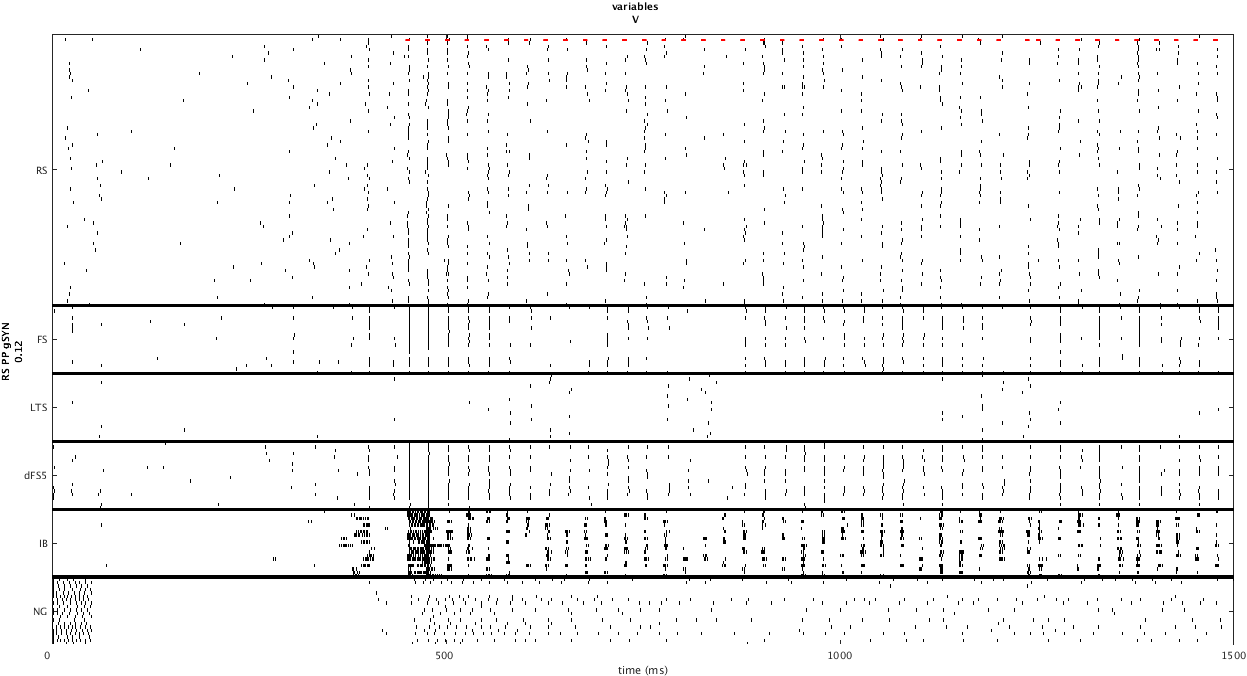 variables
V
RS
FS
LTS
dFS5
IB
NG
RS PP gSYN
0.12
0
500
1000
1500
time (ms)